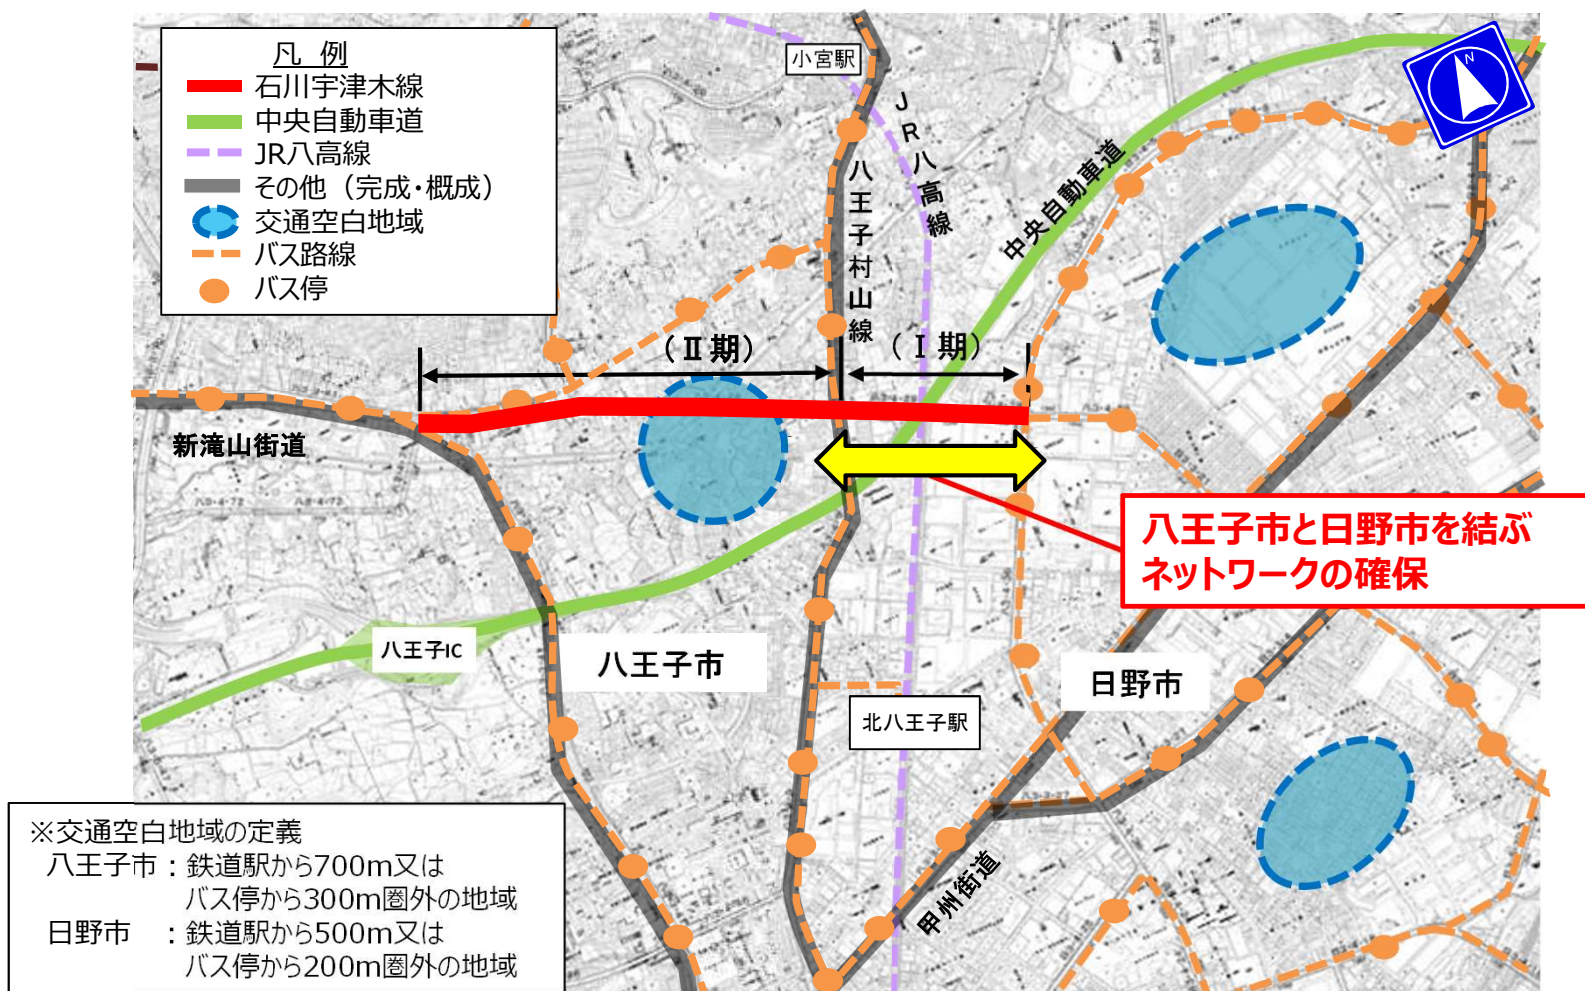 凡 例
石川宇津木線
中央自動車道
JR八高線
その他（完成・概成）
交通空白地域
バス路線
バス停
小宮駅
JR八高線
八王子村山線
中央自動車道
N
（Ⅱ期）
（Ⅰ期）
新滝山街道
八王子市と日野市を結ぶ
ネットワークの確保
八王子IC
八王子市
日野市
北八王子駅
甲州街道
※交通空白地域の定義
八王子市：鉄道駅から700m又は
バス停から300m圏外の地域
日野市　：鉄道駅から500m又は
バス停から200m圏外の地域